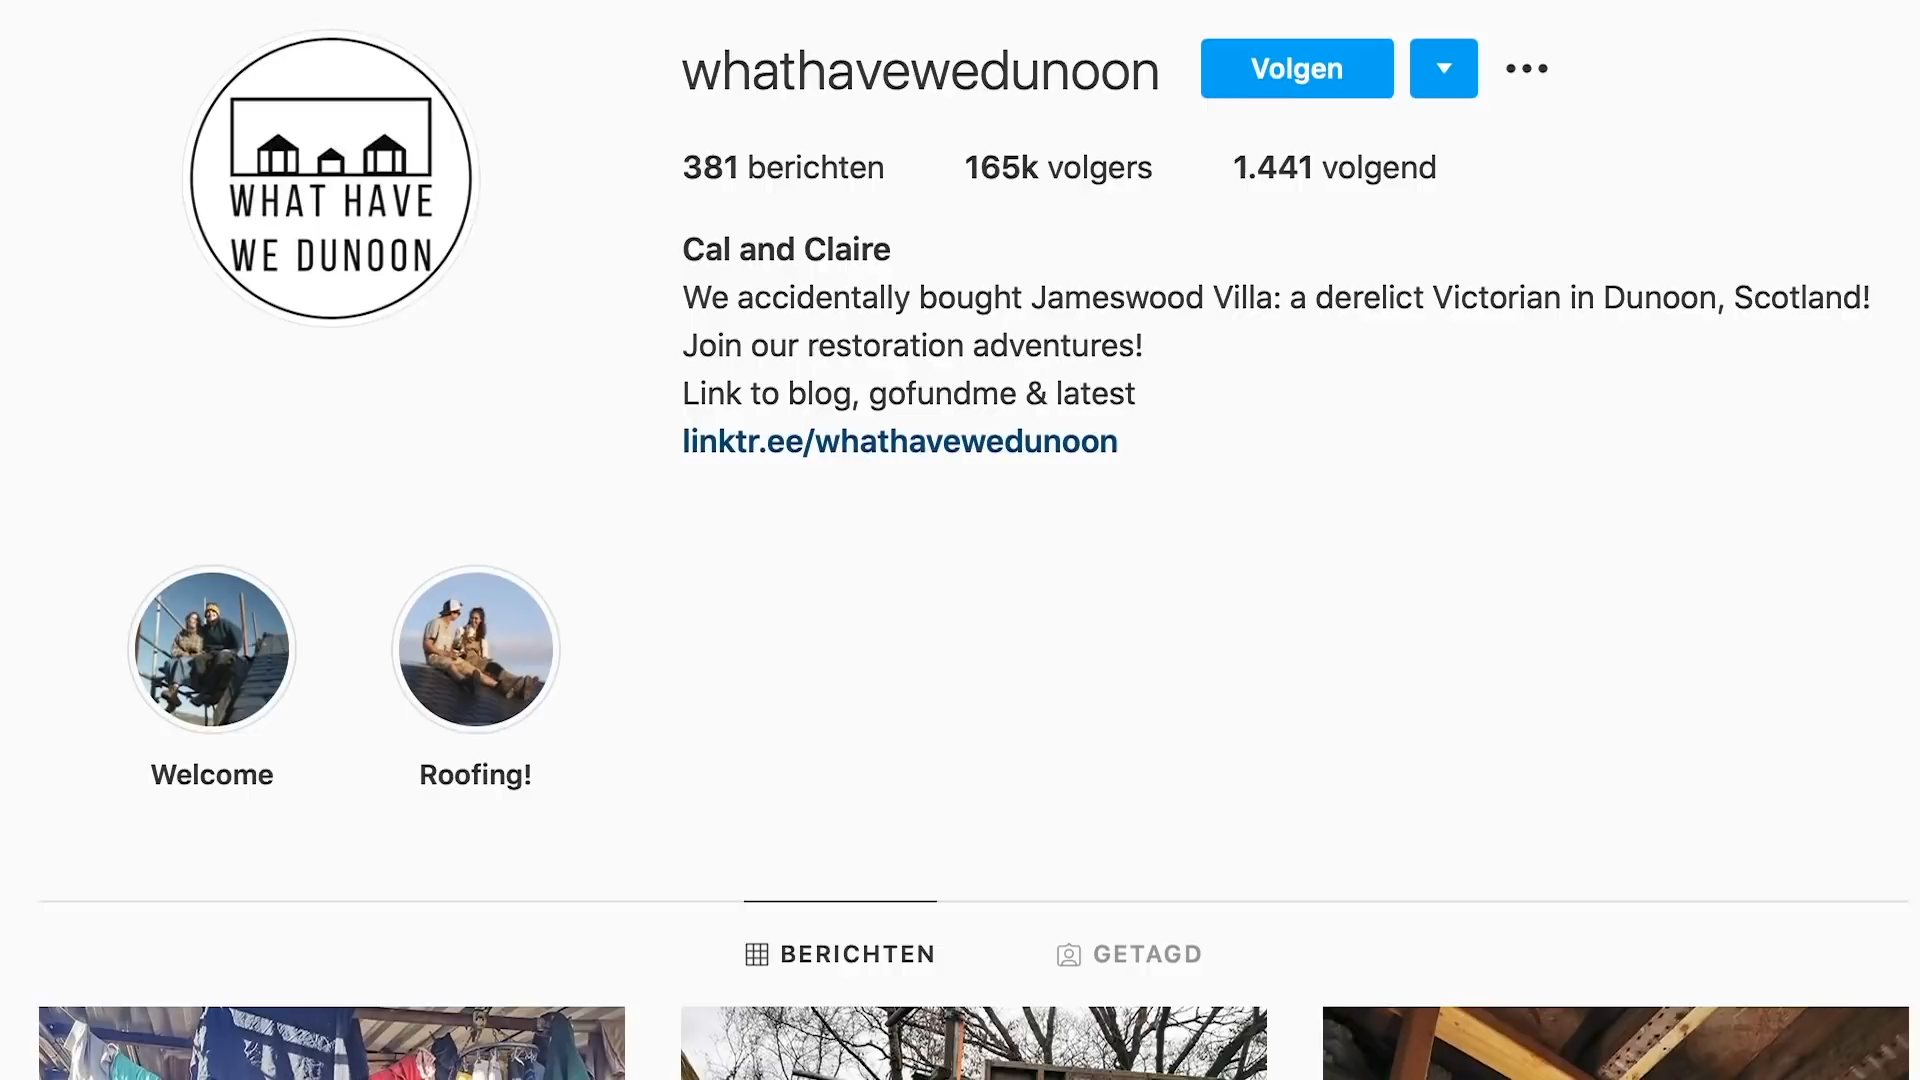 WHAT HAVE
WE DUNOON
whathavewedunoon
Volgen
381 berichten 165k volgers 1.441 volgend
Cal and Claire
We accidentally bought Jameswood Villa: a derelict Victorian in Dunoon, Scotland!
Join our restoration adventures!
Link to blog, gofundme & latest
linktr.ee/whathavewedunoon
Welcome Roofing!
BERICHTEN GETAGD